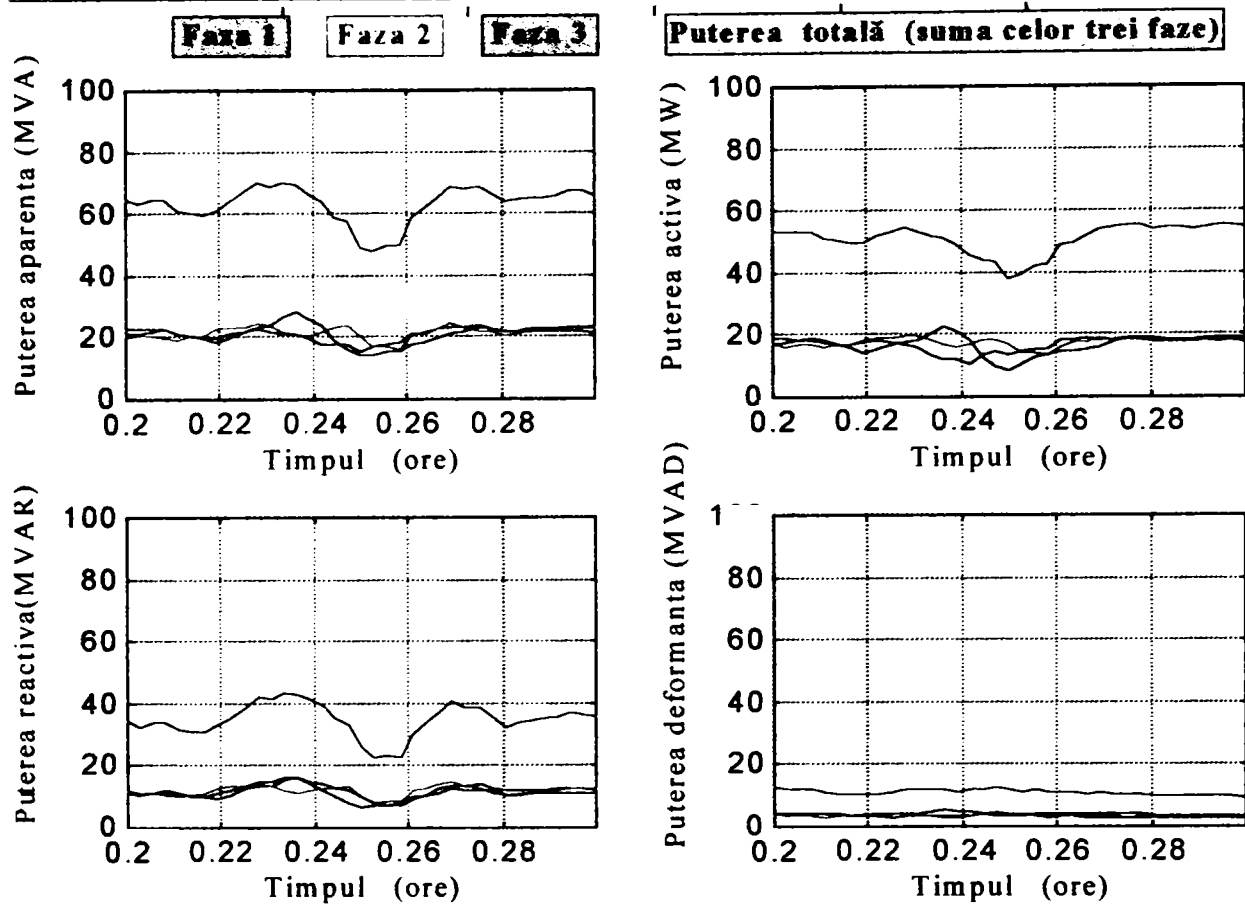 Faza 1 Faza 2 Faza 3 Puterea totală (suma celor trei faze)
Puterea aparenta (MVA)
100
80
60
40
20
0
0.2 0.22 0.24 0.26 0.28
Timpul (ore)
Puterea activa (MW)
100
80
60
40
20
0
0.2 0.22 0.24 0.26 0.28
Timpul (ore)
Puterea reactiva(MVAR)
100
80
60
40
20
0
0.2 0.22 0.24 0.26 0.28
Timpul (ore)
Puterea deformanta (MVAD)
1
80
60
40
20
0
0.2 0.22 0.24 0.26 0.28
Timpul (ore)